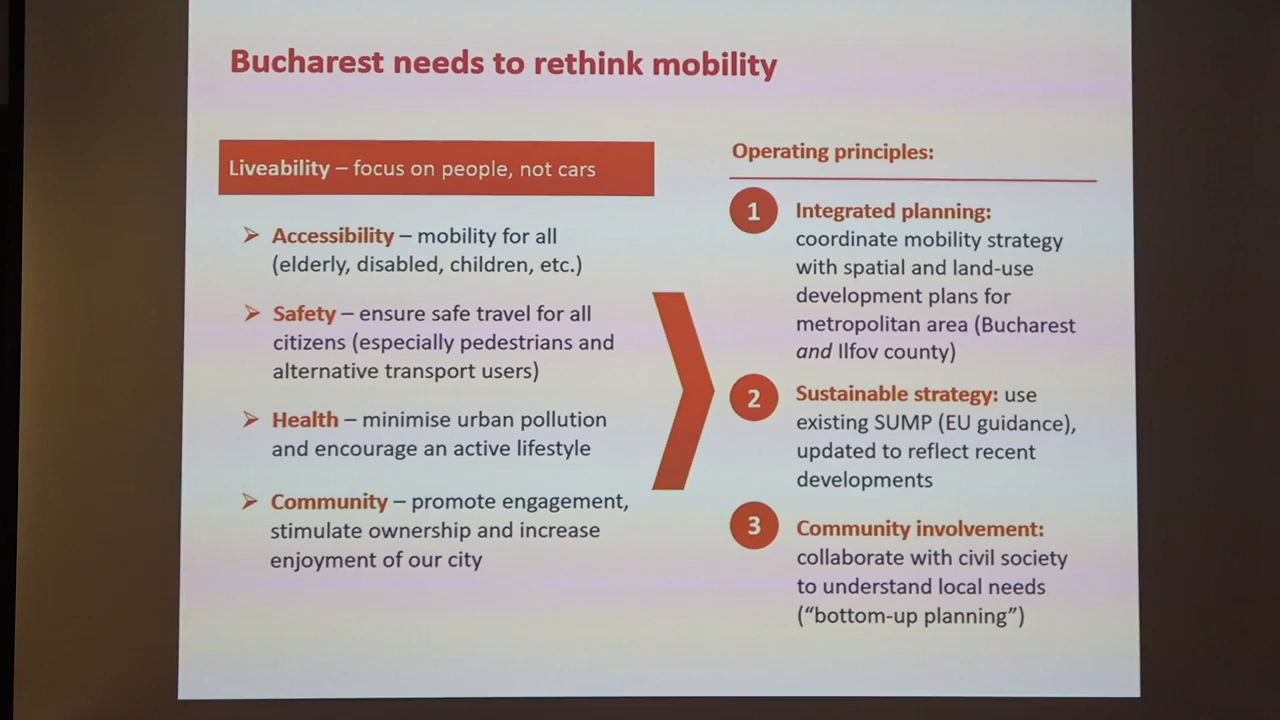 Bucharest needs to rethink mobility
Liveability – focus on people, not cars
➢ Accessibility – mobility for all
(elderly, disabled, children, etc.)
➢ Safety – ensure safe travel for all
citizens (especially pedestrians and
alternative transport users)
➢ Health – minimise urban pollution
and encourage an active lifestyle
➢ Community – promote engagement,
stimulate ownership and increase
enjoyment of our city
Operating principles:
1 Integrated planning:
coordinate mobility strategy
with spatial and land-use
development plans for
metropolitan area (Bucharest
and Ilfov county)
2 Sustainable strategy: use
existing SUMP (EU guidance),
updated to reflect recent
developments
3 Community involvement:
collaborate with civil society
to understand local needs
(“bottom-up planning”)